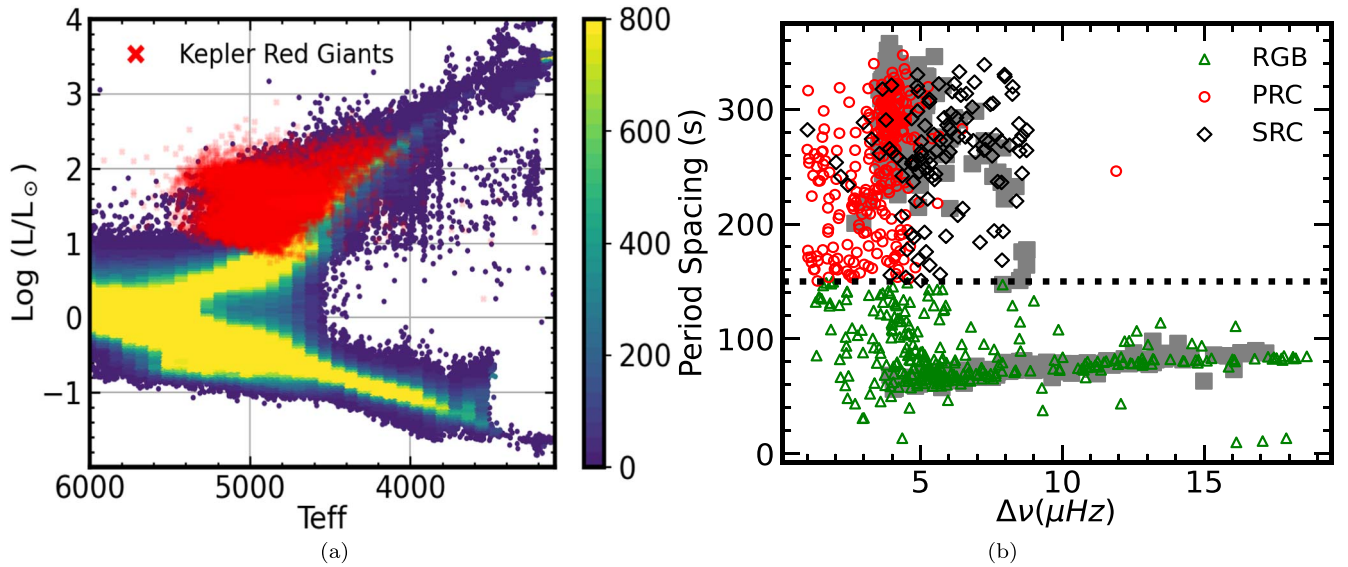 4
3
2
1
0
−1
Log (L/L⊙)
Kepler Red Giants
6000
5000
4000
Teff
800
600
400
200
0
(a)
300
200
100
0
Period Spacing (s)
RGB
PRC
SRC
5
10
15
Δν(μHz)
(b)